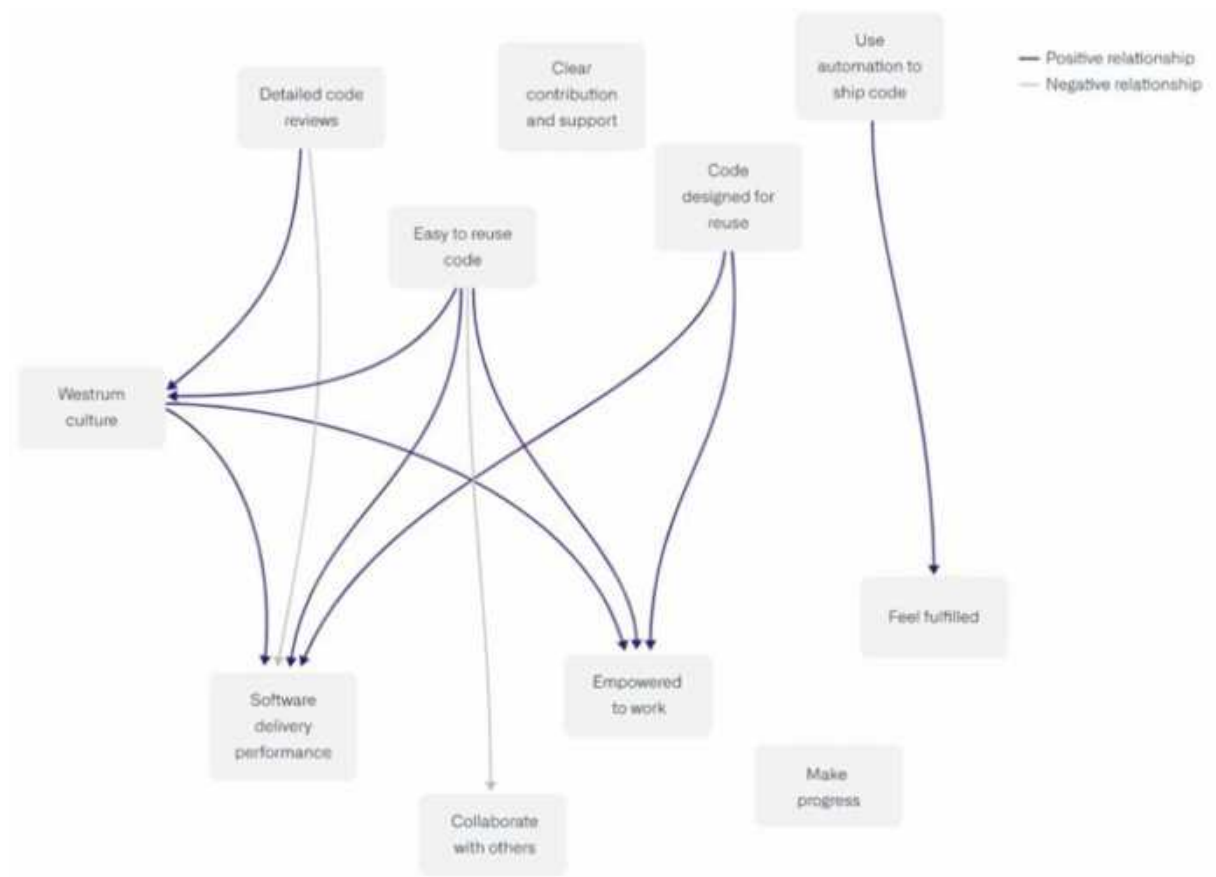 Use
automation to
ship code
Positive relationship
Negative relationship
Clear
contribution
and support
Detailed code
reviews
Code
designed for
reuse
Easy to reuse
code
Westrum
culture
Feel fulfilled
Empowered
to work
Software
delivery
performance
Make
progress
Collaborate
with others